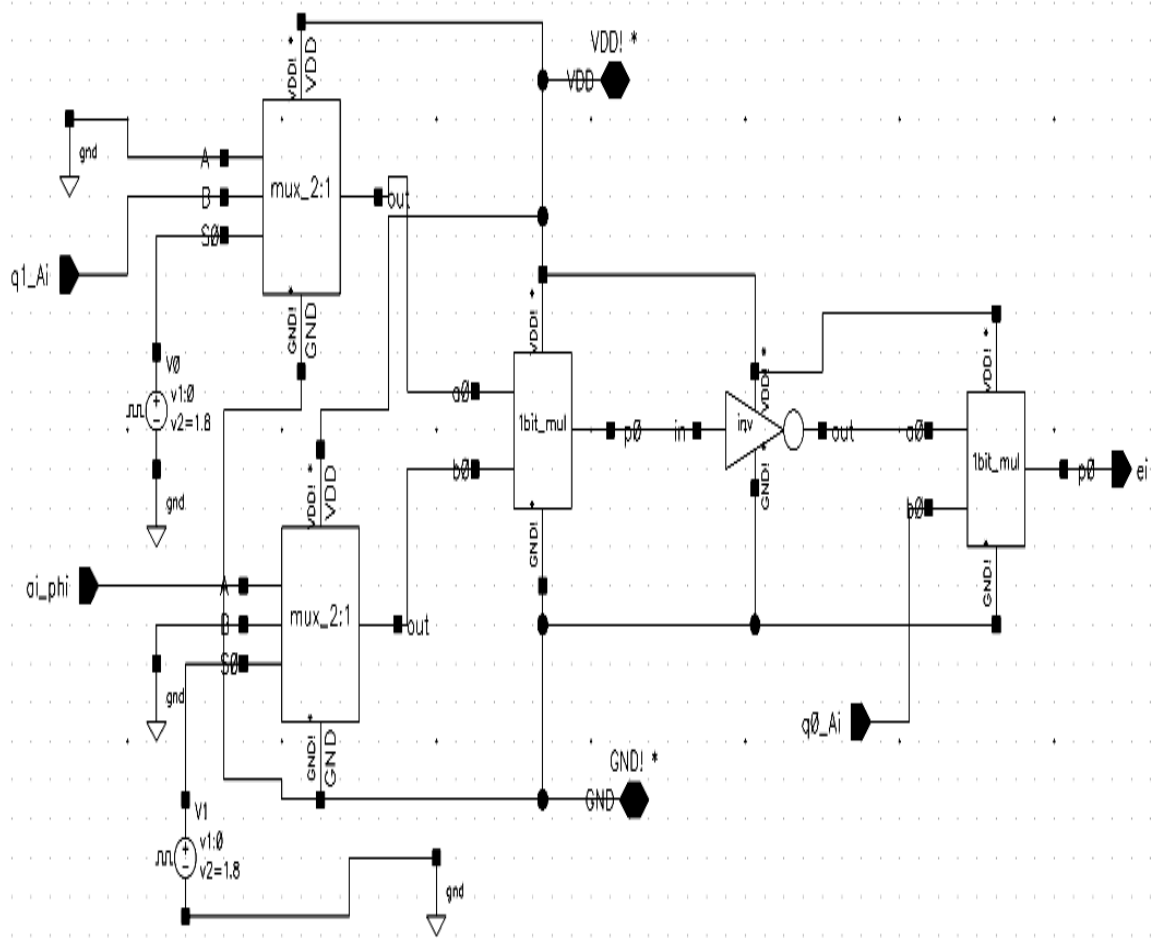 VDD! *
VDD! *
VDD
VDD
gnd
A
B
S0
mux_2:1
out
q1_Ai
GND! *
GND
V0
v1:0
v2=1.8
gnd
VDD! *
VDD! *
VDD! *
a0
1bit_mul
b0
p0
in
inv
out
a0
1bit_mul
b0
p0
ei
GND! *
GND!
GND!
VDD! *
VDD
ai_phi
A
B
S0
mux_2:1
out
gnd
GND!
GND
q0_Ai
GND! *
GND
V1
v1:0
v2=1.8
gnd